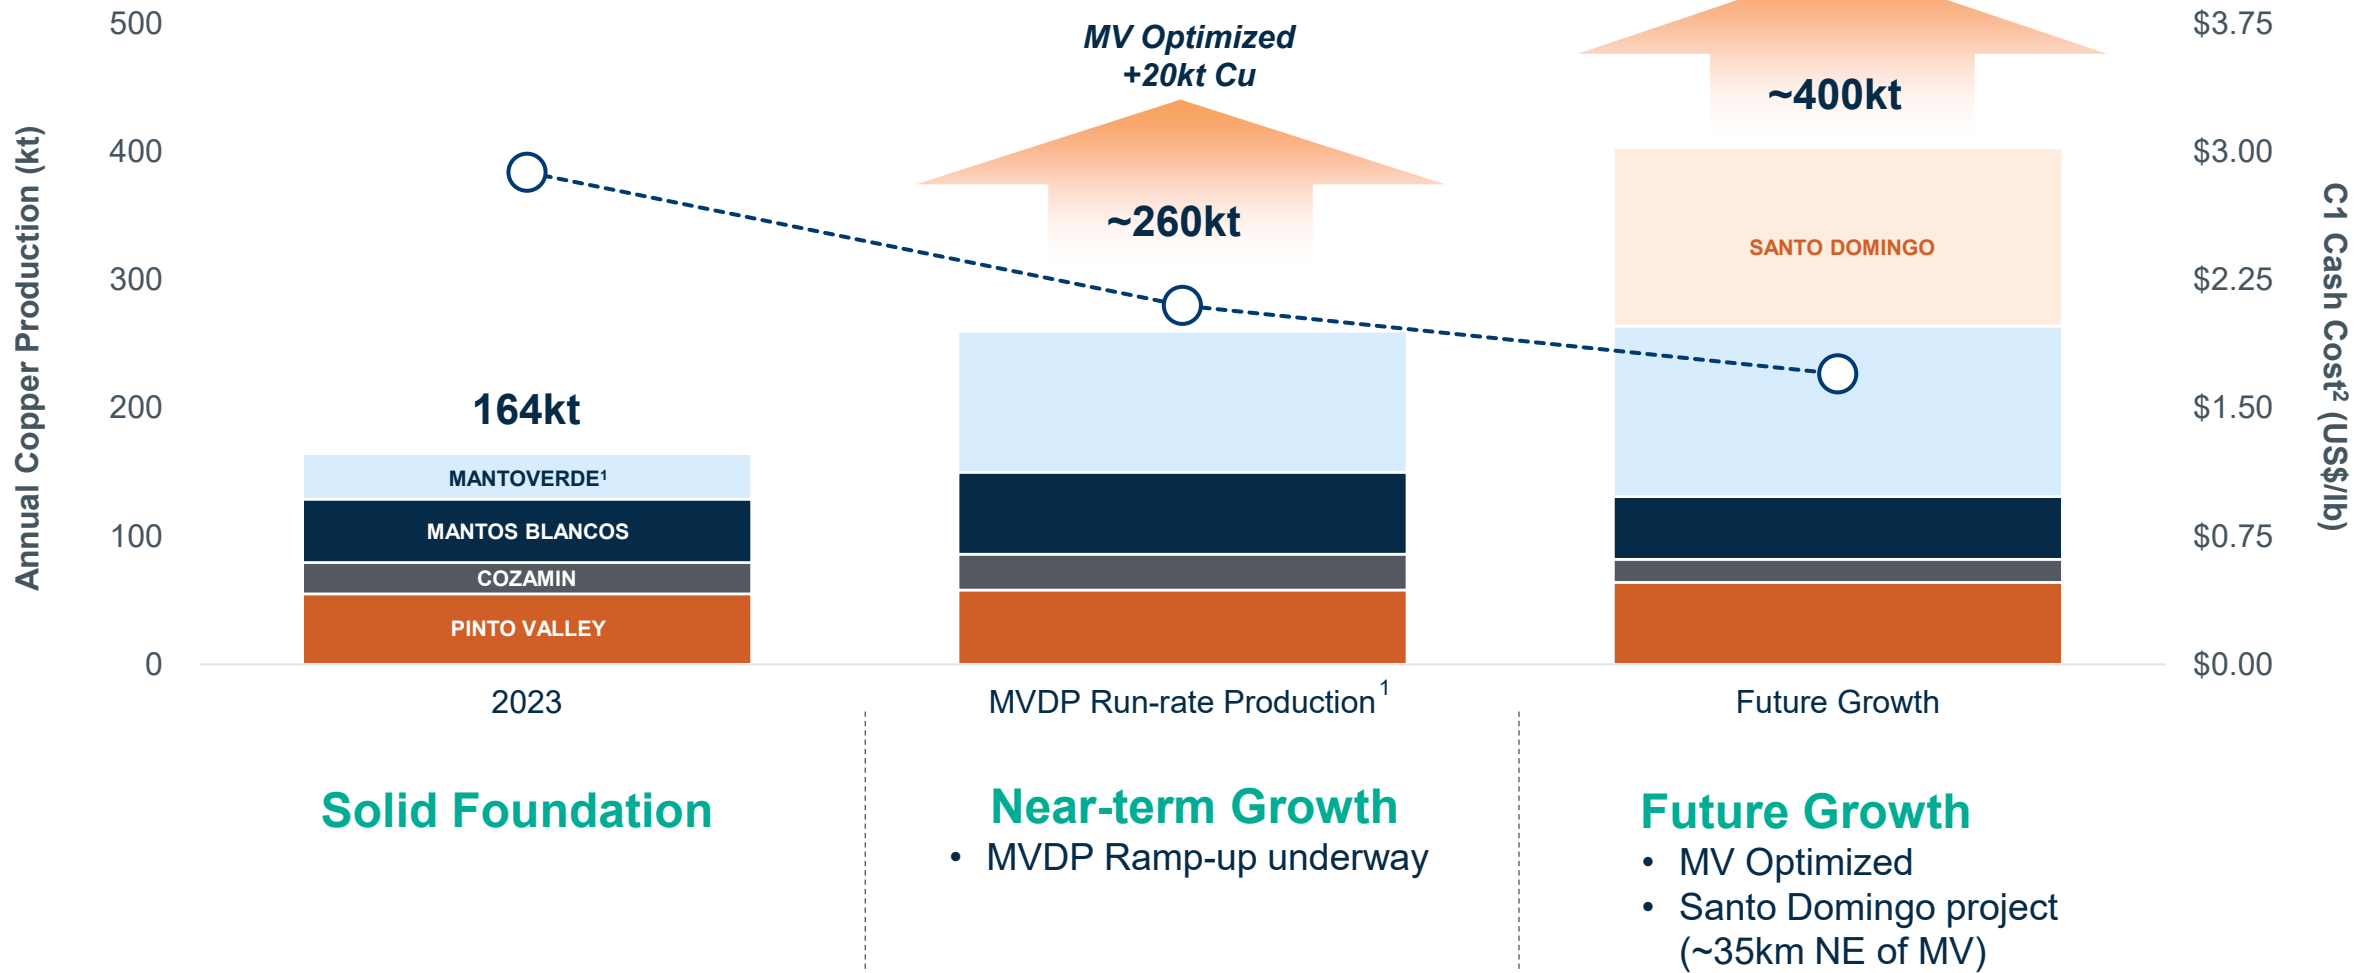 Annual Copper Production (kt)
500
400
300
200
100
0
MV Optimized
+20kt Cu
~260kt
~400kt
164kt
SANTO DOMINGO
MANTOVERDE¹
MANTOS BLANCOS
COZAMIN
PINTO VALLEY
$3.75
$3.00
$2.25
$1.50
$0.75
$0.00
C1 Cash Cost² (US$/lb)
2023
MVDP Run-rate Production¹
Future Growth
Solid Foundation
Near-term Growth
• MVDP Ramp-up underway
Future Growth
• MV Optimized
• Santo Domingo project
(~35km NE of MV)